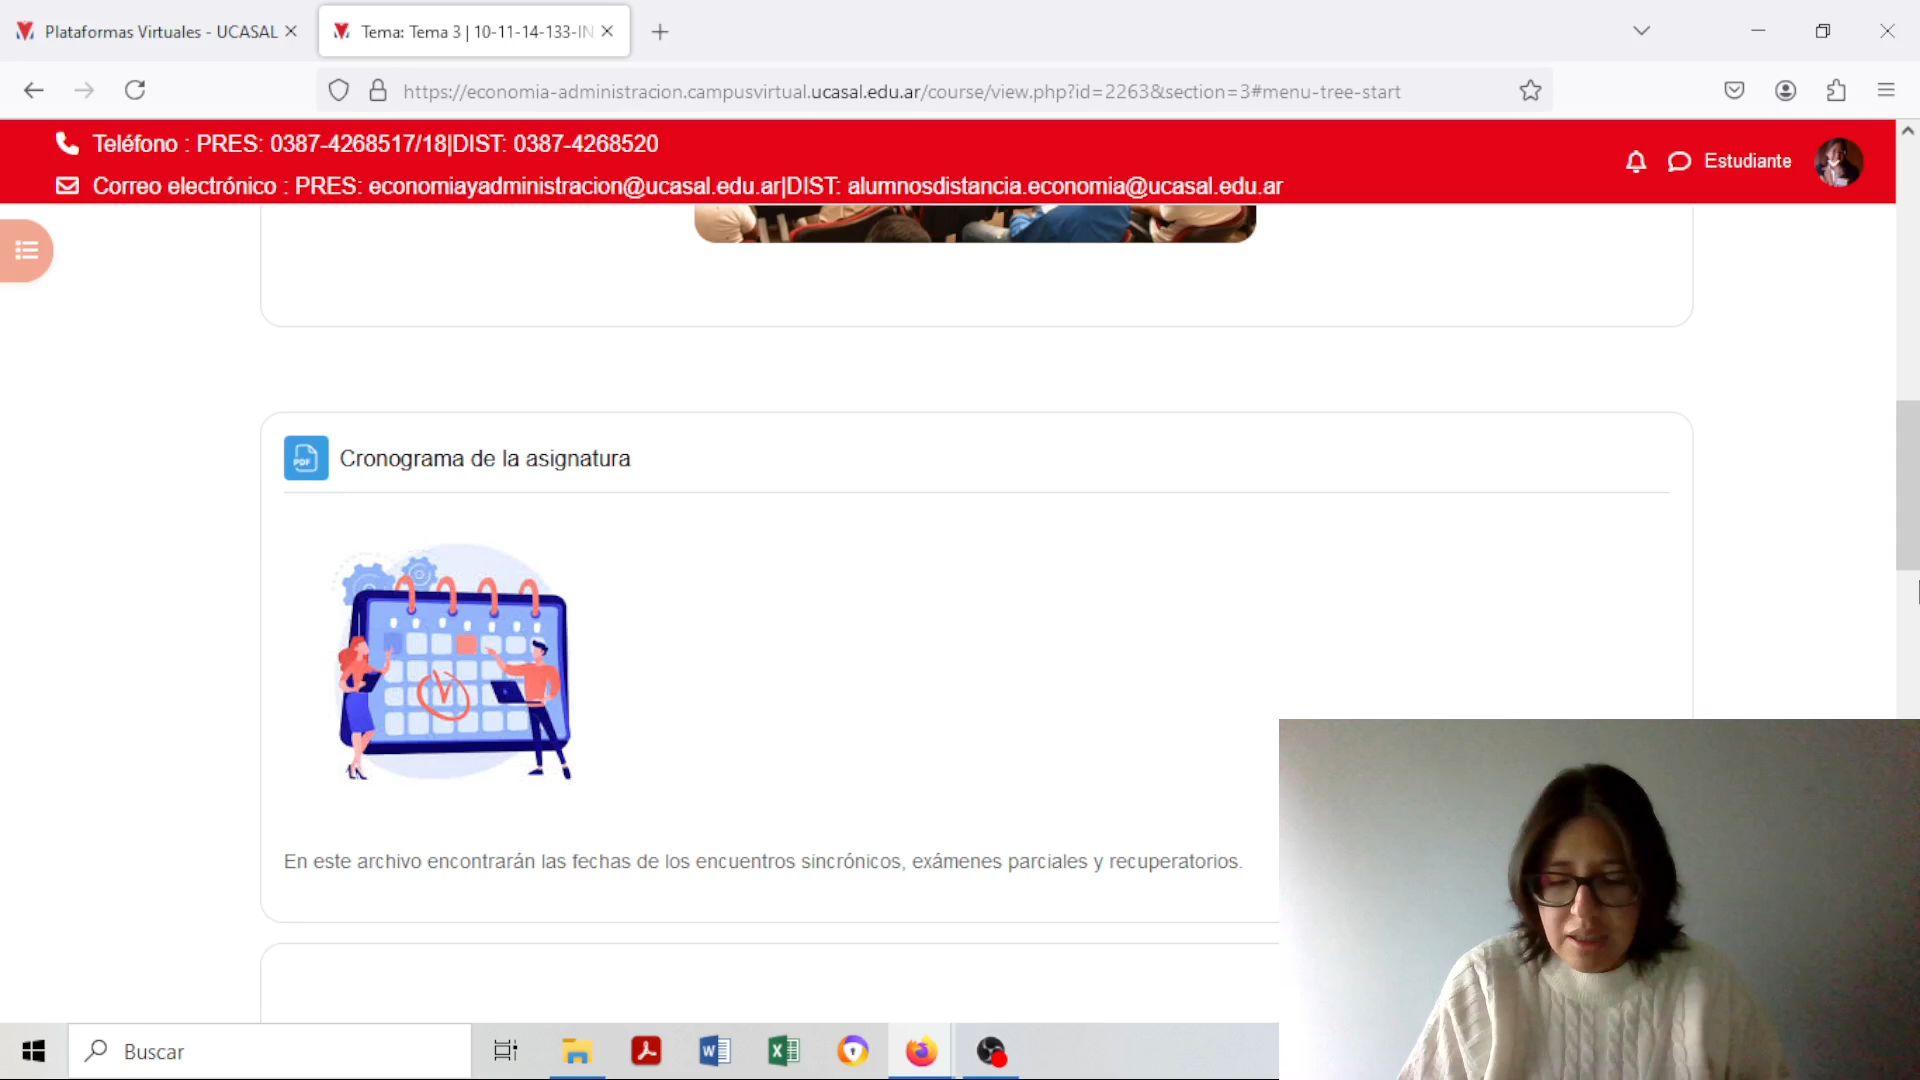 Plataformas Virtuales - UCASAL
Tema: Tema 3 | 10-11-14-133-IN
https://economia-administracion.campusvirtual.ucasal.edu.ar/course/view.php?id=2263&section=3#menu-tree-start
Teléfono : PRES: 0387-4268517/18|DIST: 0387-4268520
Estudiante
Correo electrónico : PRES: economiayadministracion@ucasal.edu.ar|DIST: alumnosdistancia.economia@ucasal.edu.ar
PDF
Cronograma de la asignatura
En este archivo encontrarán las fechas de los encuentros sincrónicos, exámenes parciales y recuperatorios.
Buscar